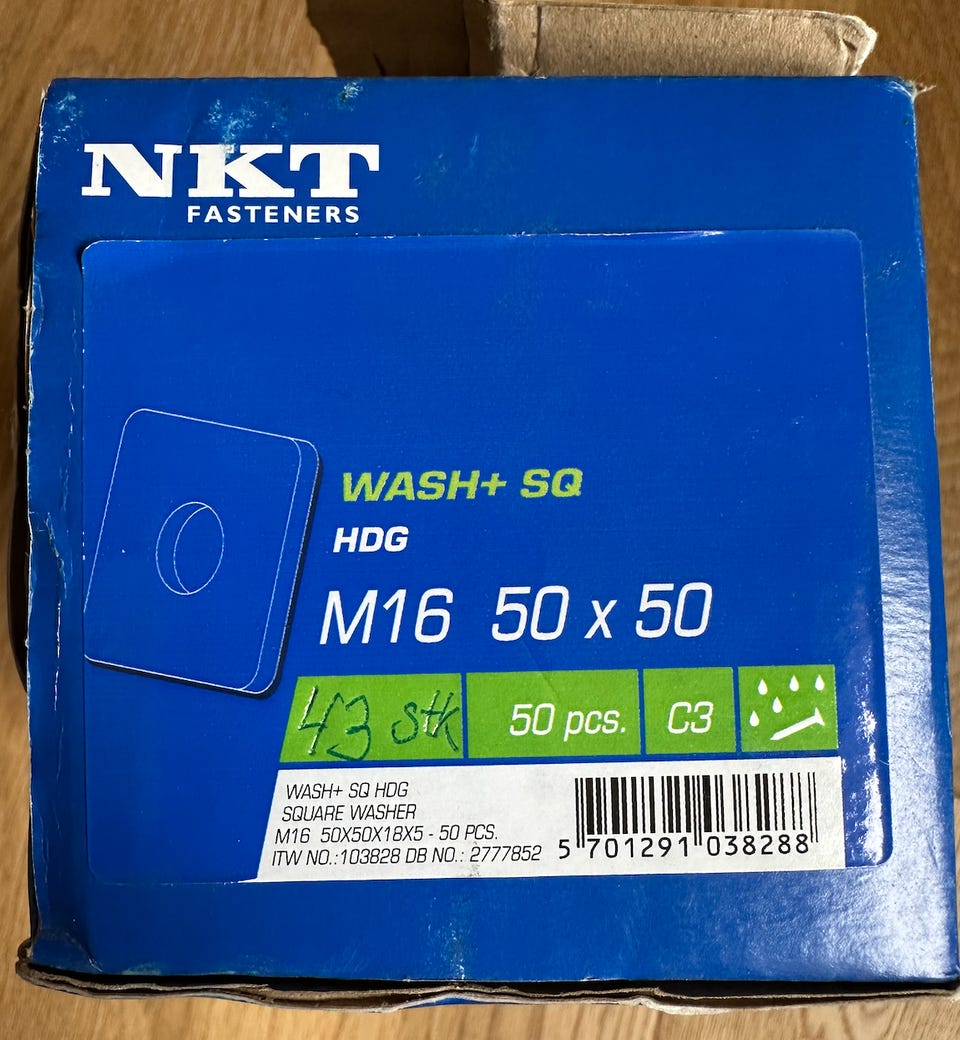 NKT
FASTENERS
WASH+ SQ
HDG
M16 50 x 50
43 stk
50 pcs.
C3
WASH+ SQ HDG
SQUARE WASHER
M16 50X50X18X5 - 50 PCS.
ITW NO.:103828 DB NO.: 2777852
5 701291 038288